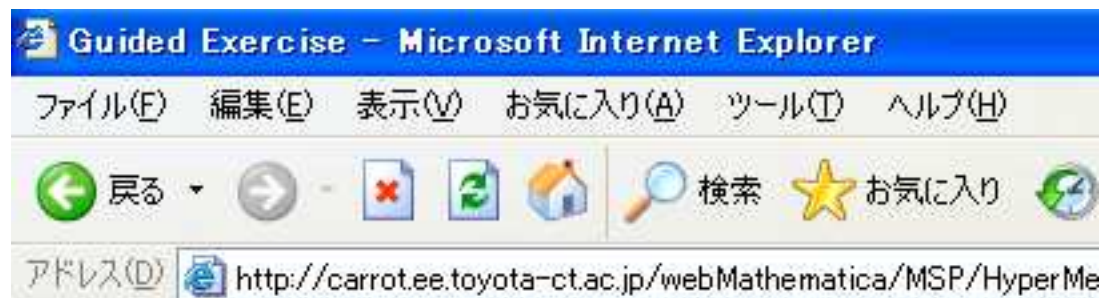 Guided Exercise - Microsoft Internet Explorer
ファイル(F) 編集(E) 表示(V) お気に入り(A) ツール(T) ヘルプ(H)
戻る 検索 お気に入り
アドレス(D) http://carrot.ee.toyota-ct.ac.jp/webMathematica/MSP/HyperMe